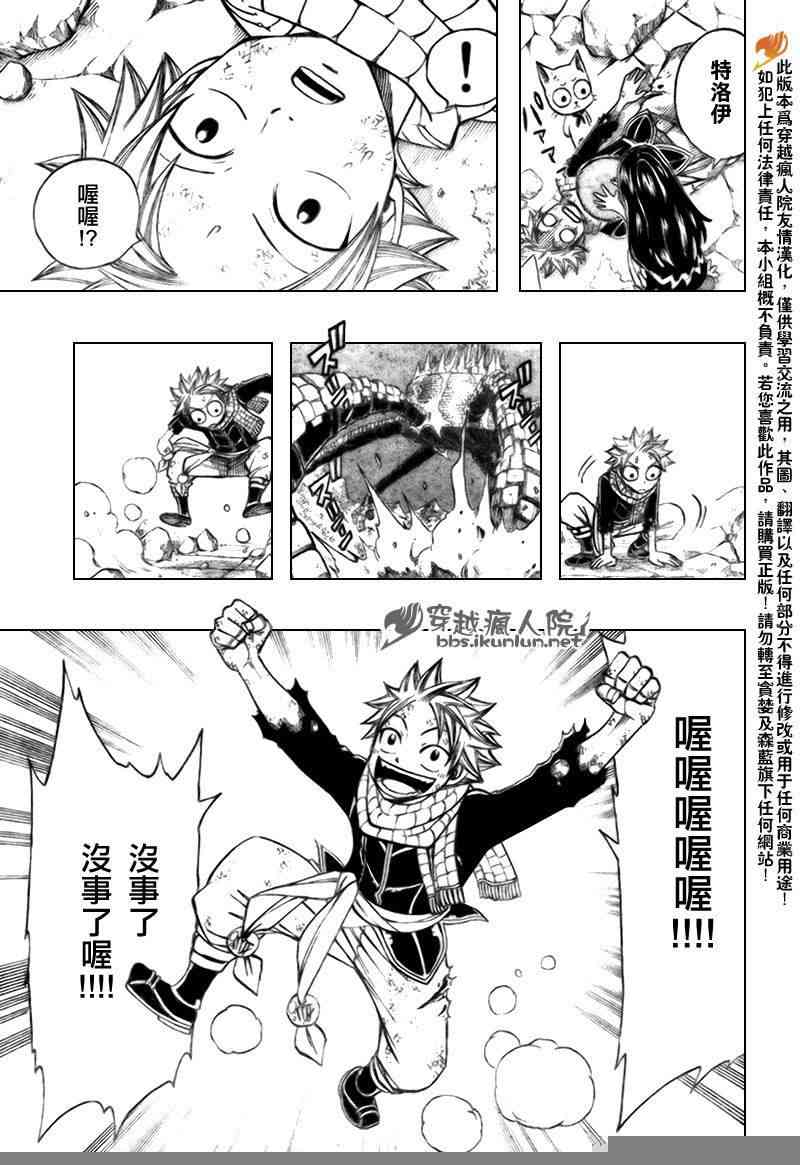 特洛伊
パァァァ
!
喔喔!?
穿越瘋人院
bbs.ikunlun.net
喔喔喔喔喔!!!!
沒事了
沒事了喔!!!!
此版本爲穿越瘋人院友情漢化，僅供學習交流之用，其圖、翻譯以及任何部分不得進行修改或用于任何商業用途！
如犯上任何法律責任，本小組概不負責。若您喜歡此作品，請購買正版！請勿轉至貪婪及森藍旗下任何網站！